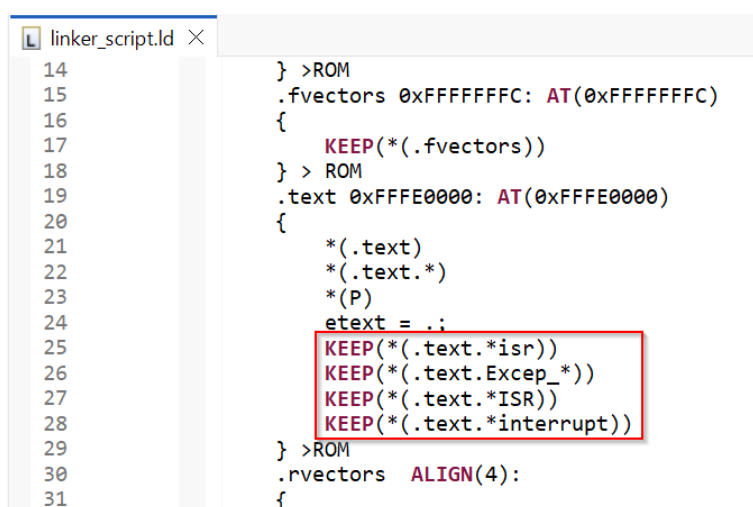 linker_script.ld
14 } >ROM
15 .fvectors 0xFFFFFFFC: AT(0xFFFFFFFC)
16 {
17 KEEP(*(.fvectors))
18 } > ROM
19 .text 0xFFFE0000: AT(0xFFFE0000)
20 {
21 *(.text)
22 *(.text.*)
23 *(P)
24 etext = .;
25 KEEP(*(.text.*isr))
26 KEEP(*(.text.Excep_*))
27 KEEP(*(.text.*ISR))
28 KEEP(*(.text.*interrupt))
29 } >ROM
30 .rvectors ALIGN(4):
31 {